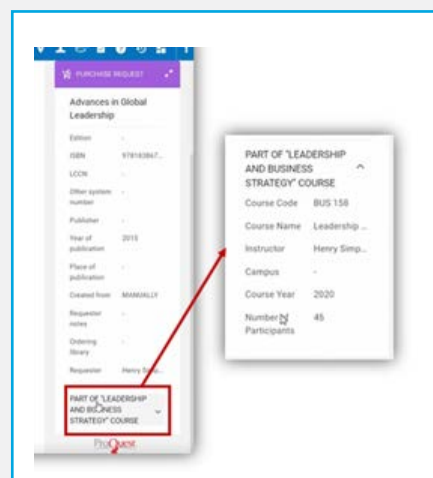 PURCHASE REQUEST
Advances in Global
Leadership
Edition -
ISBN 978183867...
LCCN -
Other system -
number
Publisher -
Year of 2015
publication
Place of -
publication
Created from MANUALLY
Requester -
notes
Ordering -
library
Requester Henry Simp...
PART OF "LEADERSHIP
AND BUSINESS
STRATEGY" COURSE
ProQuest
PART OF "LEADERSHIP
AND BUSINESS
STRATEGY" COURSE
Course Code BUS 158
Course Name Leadership ...
Instructor Henry Simp...
Campus -
Course Year 2020
Number of 45
Participants